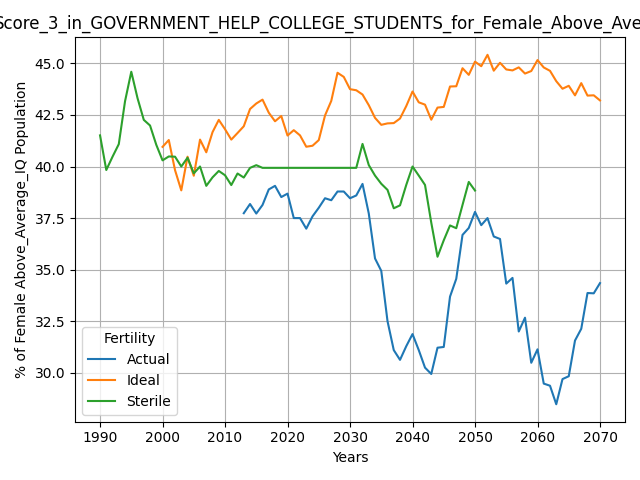 Score_3_in_GOVERNMENT_HELP_COLLEGE_STUDENTS_for_Female_Above_Ave
% of Female Above_Average_IQ Population
45.0
42.5
40.0
37.5
35.0
32.5
30.0
Fertility
Actual
Ideal
Sterile
1990 2000 2010 2020 2030 2040 2050 2060 2070
Years